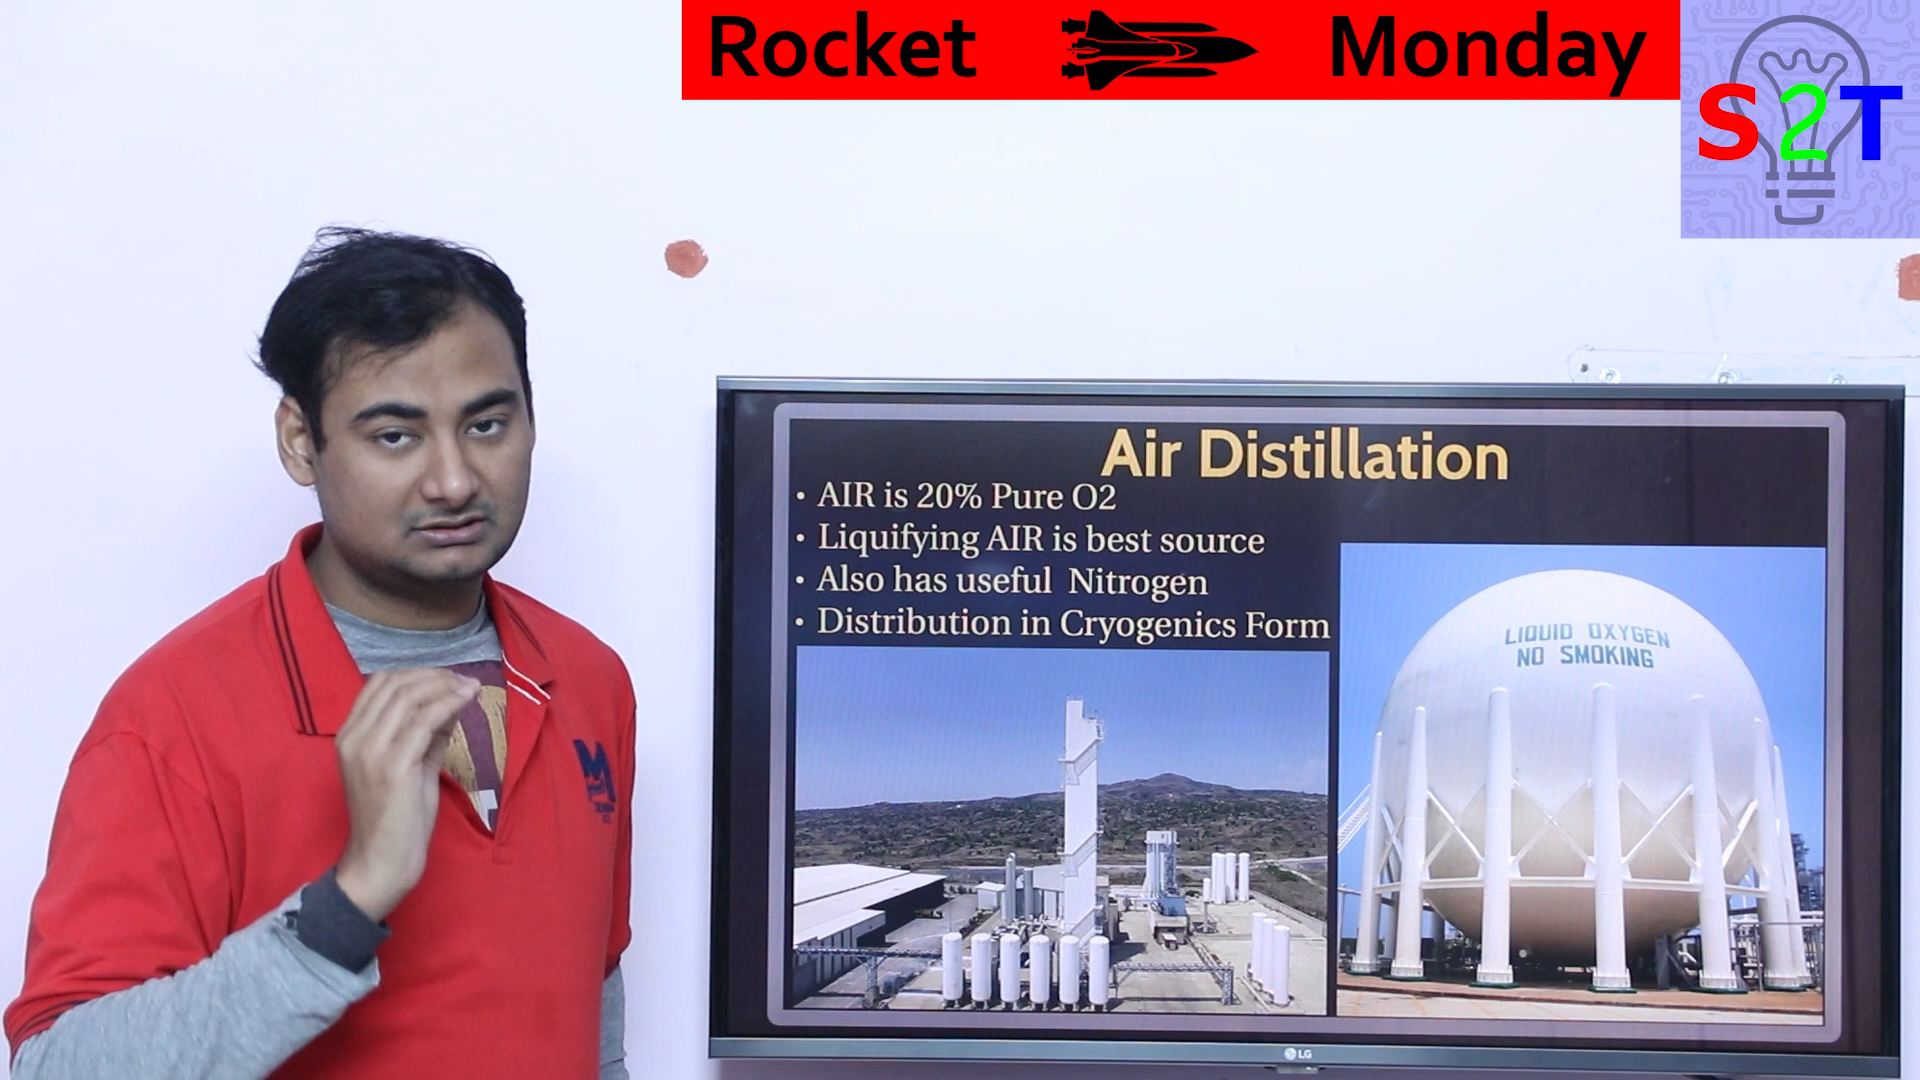 Rocket Monday
S2T
Air Distillation
• AIR is 20% Pure O2
• Liquifying AIR is best source
• Also has useful Nitrogen
• Distribution in Cryogenics Form
LIQUID OXYGEN
NO SMOKING
M
LG